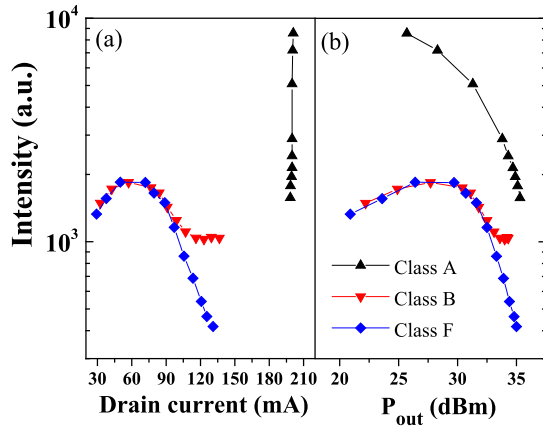 10^4
(a)
(b)
Intensity (a.u.)
10^3
Class A
Class B
Class F
30 60 90 120 150 180 210
20 25 30 35
Drain current (mA)
P_out (dBm)